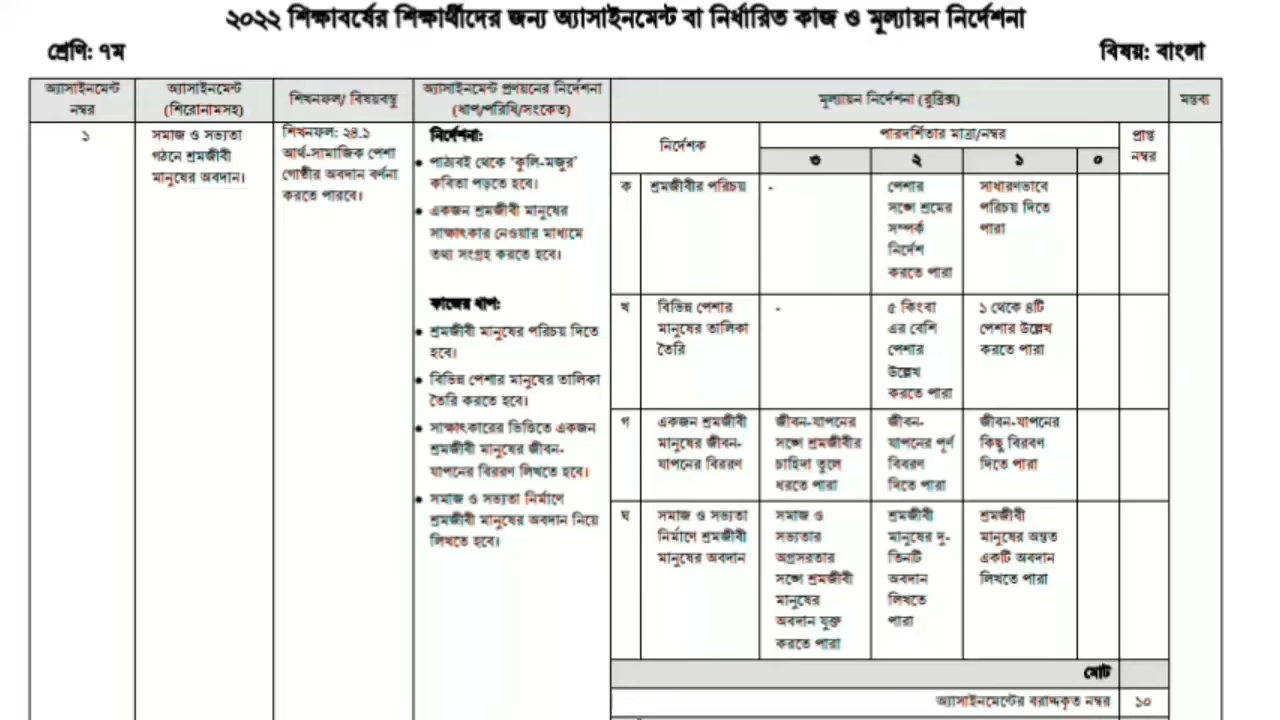 ২০২২ শিক্ষাবর্ষের শিক্ষার্থীদের জন্য অ্যাসাইনমেন্ট বা নির্ধারিত কাজ ও মূল্যায়ন নির্দেশনা
শ্রেণি: ৭ম
বিষয়: বাংলা
অ্যাসাইনমেন্ট
নম্বর
অ্যাসাইনমেন্ট
(শিরোনামসহ)
শিখনফল/ বিষয়বস্তু
অ্যাসাইনমেন্ট প্রণয়নের নির্দেশনা
(ধাপ/পরিধি/সংকেত)
মূল্যায়ন নির্দেশনা (রুব্রিক্স)
মন্তব্য
১
সমাজ ও সভ্যতা
গঠনে শ্রমজীবী
মানুষের অবদান।
শিখনফল: ২৪.১
আর্থ-সামাজিক পেশা
গোষ্ঠীর অবদান বর্ণনা
করতে পারবে।
নির্দেশনা:
• পাঠ্যবই থেকে ‘কুলি-মজুর’
কবিতা পড়তে হবে।
• একজন শ্রমজীবী মানুষের
সাক্ষাৎকার নেওয়ার মাধ্যমে
তথ্য সংগ্রহ করতে হবে।
কাজের ধাপ:
• শ্রমজীবী মানুষের পরিচয় দিতে
হবে।
• বিভিন্ন পেশার মানুষের তালিকা
তৈরি করতে হবে।
• সাক্ষাৎকারের ভিত্তিতে একজন
শ্রমজীবী মানুষের জীবন-
যাপনের বিররণ লিখতে হবে।
• সমাজ ও সভ্যতা নির্মাণে
শ্রমজীবী মানুষের অবদান নিয়ে
লিখতে হবে।
নির্দেশক
পারদর্শিতার মাত্রা/নম্বর
প্রাপ্ত
নম্বর
৩
২
১
০
ক
শ্রমজীবীর পরিচয়
-
পেশার
সঙ্গে শ্রমের
সম্পর্ক
নির্দেশ
করতে পারা
সাধারণভাবে
পরিচয় দিতে
পারা
খ
বিভিন্ন পেশার
মানুষের তালিকা
তৈরি
-
৫ কিংবা
এর বেশি
পেশার
উল্লেখ
করতে পারা
১ থেকে ৪টি
পেশার উল্লেখ
করতে পারা
গ
একজন শ্রমজীবী
মানুষের জীবন-
যাপনের বিররণ
জীবন-যাপনের
সঙ্গে শ্রমজীবীর
চাহিদা তুলে
ধরতে পারা
জীবন-
যাপনের পূর্ণ
বিবরণ
দিতে পারা
জীবন-যাপনের
কিছু বিরবণ
দিতে পারা
ঘ
সমাজ ও সভ্যতা
নির্মাণে শ্রমজীবী
মানুষের অবদান
সমাজ ও
সভ্যতার
অগ্রসরতার
সঙ্গে শ্রমজীবী
মানুষের
অবদান যুক্ত
করতে পারা
শ্রমজীবী
মানুষের দু-
তিনটি
অবদান
লিখতে
পারা
শ্রমজীবী
মানুষের অন্তত
একটি অবদান
লিখতে পারা
মোট
অ্যাসাইনমেন্টের বরাদ্দকৃত নম্বর
১০